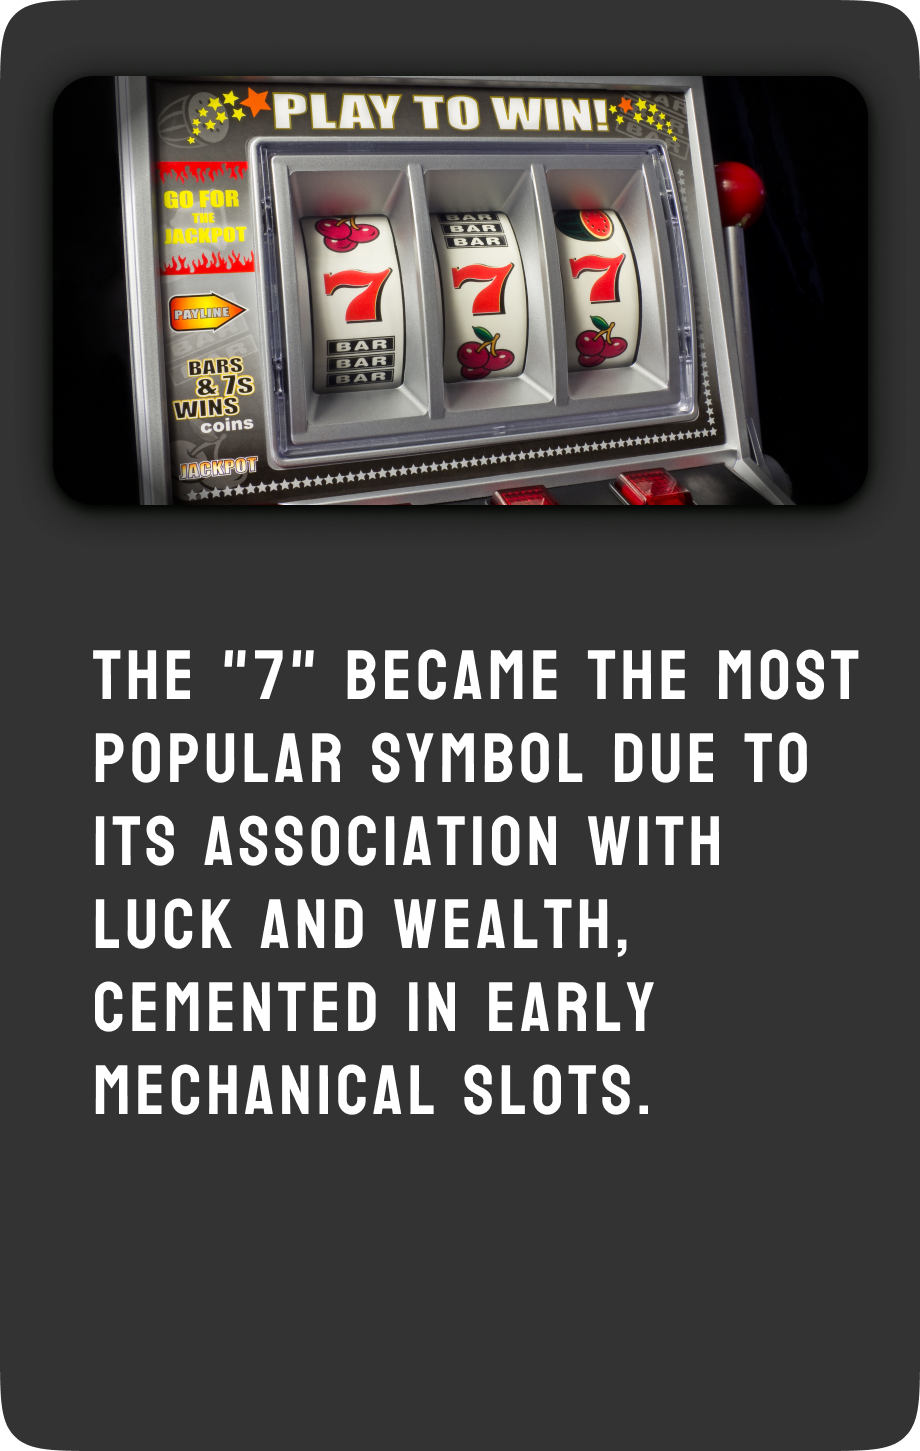 PLAY TO WIN!
GO FOR
THE
JACKPOT
PAYLINE
BARS
& 7S
WINS
coins
JACKPOT
BAR
BAR
BAR
7 7 7
BAR
BAR
BAR
THE "7" BECAME THE MOST
POPULAR SYMBOL DUE TO
ITS ASSOCIATION WITH
LUCK AND WEALTH,
CEMENTED IN EARLY
MECHANICAL SLOTS.